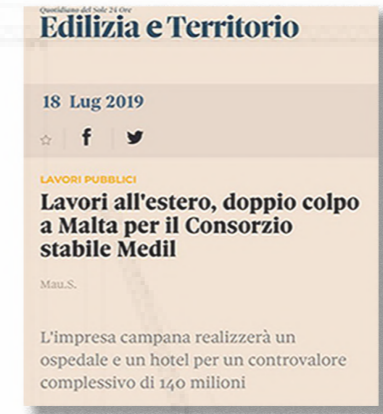 Quotidiano del Sole 24 Ore
Edilizia e Territorio
18 Lug 2019
LAVORI PUBBLICI
Lavori all'estero, doppio colpo
a Malta per il Consorzio
stabile Medil
Mau.S.
L'impresa campana realizzerà un
ospedale e un hotel per un controvalore
complessivo di 140 milioni